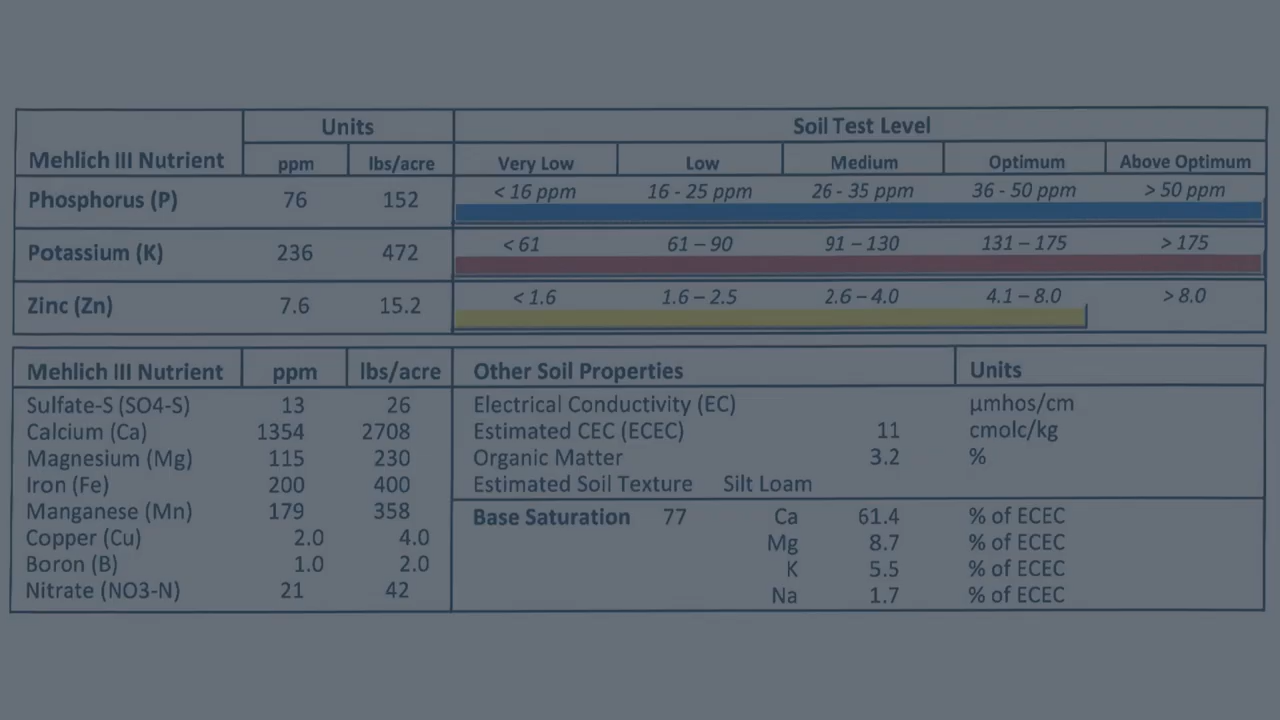 Units Soil Test Level
Mehlich III Nutrient ppm lbs/acre Very Low Low Medium Optimum Above Optimum
Phosphorus (P) 76 152 < 16 ppm 16 - 25 ppm 26 - 35 ppm 36 - 50 ppm > 50 ppm
Potassium (K) 236 472 < 61 61 – 90 91 – 130 131 – 175 > 175
Zinc (Zn) 7.6 15.2 < 1.6 1.6 – 2.5 2.6 – 4.0 4.1 – 8.0 > 8.0
Mehlich III Nutrient ppm lbs/acre Other Soil Properties Units
Sulfate-S (SO4-S) 13 26 Electrical Conductivity (EC) µmhos/cm
Calcium (Ca) 1354 2708 Estimated CEC (ECEC) 11 cmolc/kg
Magnesium (Mg) 115 230 Organic Matter 3.2 %
Iron (Fe) 200 400 Estimated Soil Texture Silt Loam
Manganese (Mn) 179 358 Base Saturation 77 Ca 61.4 % of ECEC
Copper (Cu) 2.0 4.0 Mg 8.7 % of ECEC
Boron (B) 1.0 2.0 K 5.5 % of ECEC
Nitrate (NO3-N) 21 42 Na 1.7 % of ECEC